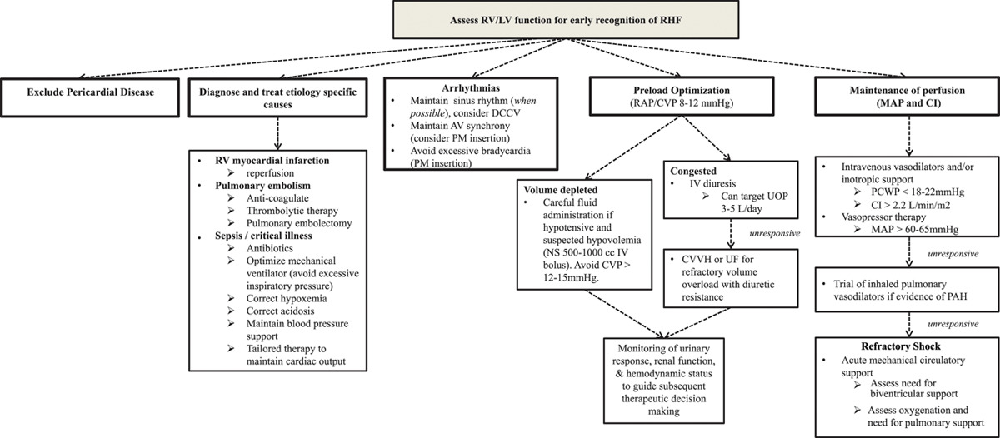 Assess RV/LV function for early recognition of RHF
Exclude Pericardial Disease
Diagnose and treat etiology specific
causes
• RV myocardial infarction
➢ reperfusion
• Pulmonary embolism
➢ Anti-coagulate
➢ Thrombolytic therapy
➢ Pulmonary embolectomy
• Sepsis / critical illness
➢ Antibiotics
➢ Optimize mechanical
ventilator (avoid excessive
inspiratory pressure)
➢ Correct hypoxemia
➢ Correct acidosis
➢ Maintain blood pressure
support
➢ Tailored therapy to
maintain cardiac output
Arrhythmias
• Maintain sinus rhythm (when
possible), consider DCCV
• Maintain AV synchrony
(consider PM insertion)
• Avoid excessive bradycardia
(PM insertion)
Preload Optimization
(RAP/CVP 8-12 mmHg)
Volume depleted
• Careful fluid
administration if
hypotensive and
suspected hypovolemia
(NS 500-1000 cc IV
bolus). Avoid CVP >
12-15mmHg.
Congested
• IV diuresis
➢ Can target UOP
3-5 L/day
unresponsive
• CVVH or UF for
refractory volume
overload with diuretic
resistance
Monitoring of urinary
response, renal function,
& hemodynamic status
to guide subsequent
therapeutic decision
making
Maintenance of perfusion
(MAP and CI)
• Intravenous vasodilators and/or
inotropic support
➢ PCWP < 18-22mmHg
➢ CI > 2.2 L/min/m2
• Vasopressor therapy
➢ MAP > 60-65mmHg
unresponsive
• Trial of inhaled pulmonary
vasodilators if evidence of PAH
unresponsive
Refractory Shock
• Acute mechanical circulatory
support
➢ Assess need for
biventricular support
➢ Assess oxygenation and
need for pulmonary support